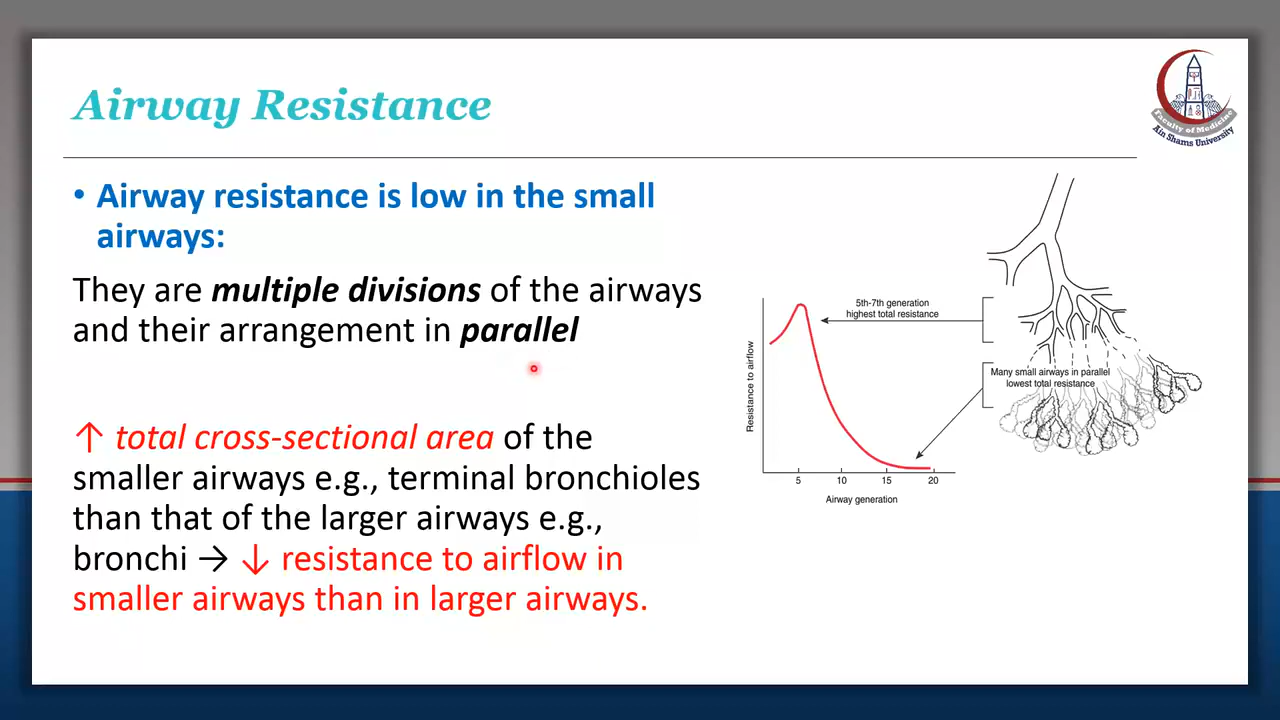 Airway Resistance
Faculty of Medicine
Ain Shams University
• Airway resistance is low in the small
airways:
They are multiple divisions of the airways
and their arrangement in parallel
↑ total cross-sectional area of the
smaller airways e.g., terminal bronchioles
than that of the larger airways e.g.,
bronchi → ↓ resistance to airflow in
smaller airways than in larger airways.
5th-7th generation
highest total resistance
Many small airways in parallel
lowest total resistance
Resistance to airflow
5 10 15 20
Airway generation